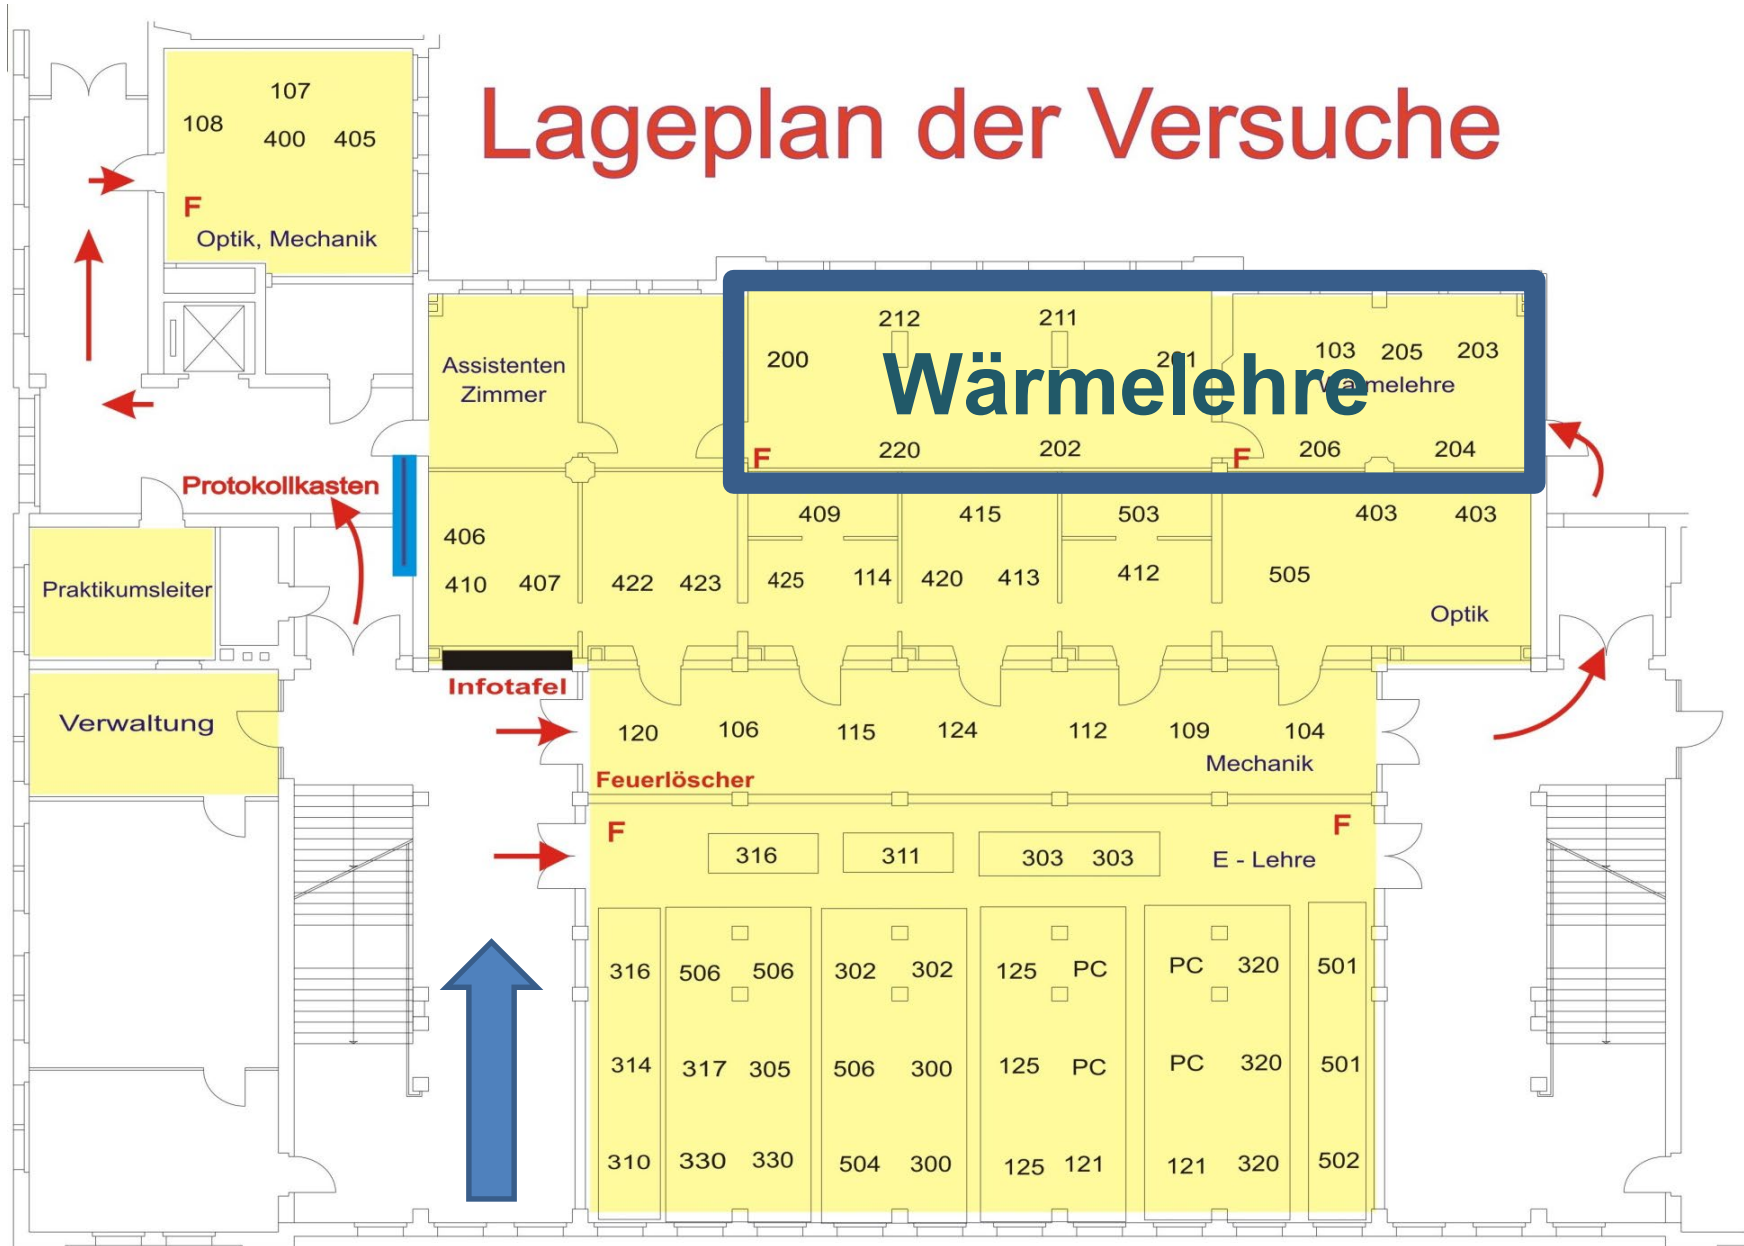 Lageplan der Versuche
107
108
400 405
F
Optik, Mechanik
212 211
200 201
103 205 203
Wärmelehre
Wärmelehre
Assistenten
Zimmer
F 220 202 F 206 204
Protokollkasten
409 415 503 403 403
406
410 407 422 423 425 114 420 413 412 505
Praktikumsleiter
Optik
Infotafel
Verwaltung
120 106 115 124 112 109 104
Mechanik
Feuerlöscher
F F
316 311 303 303 E - Lehre
316 506 506 302 302 125 PC PC 320 501
314 317 305 506 300 125 PC PC 320 501
310 330 330 504 300 125 121 121 320 502